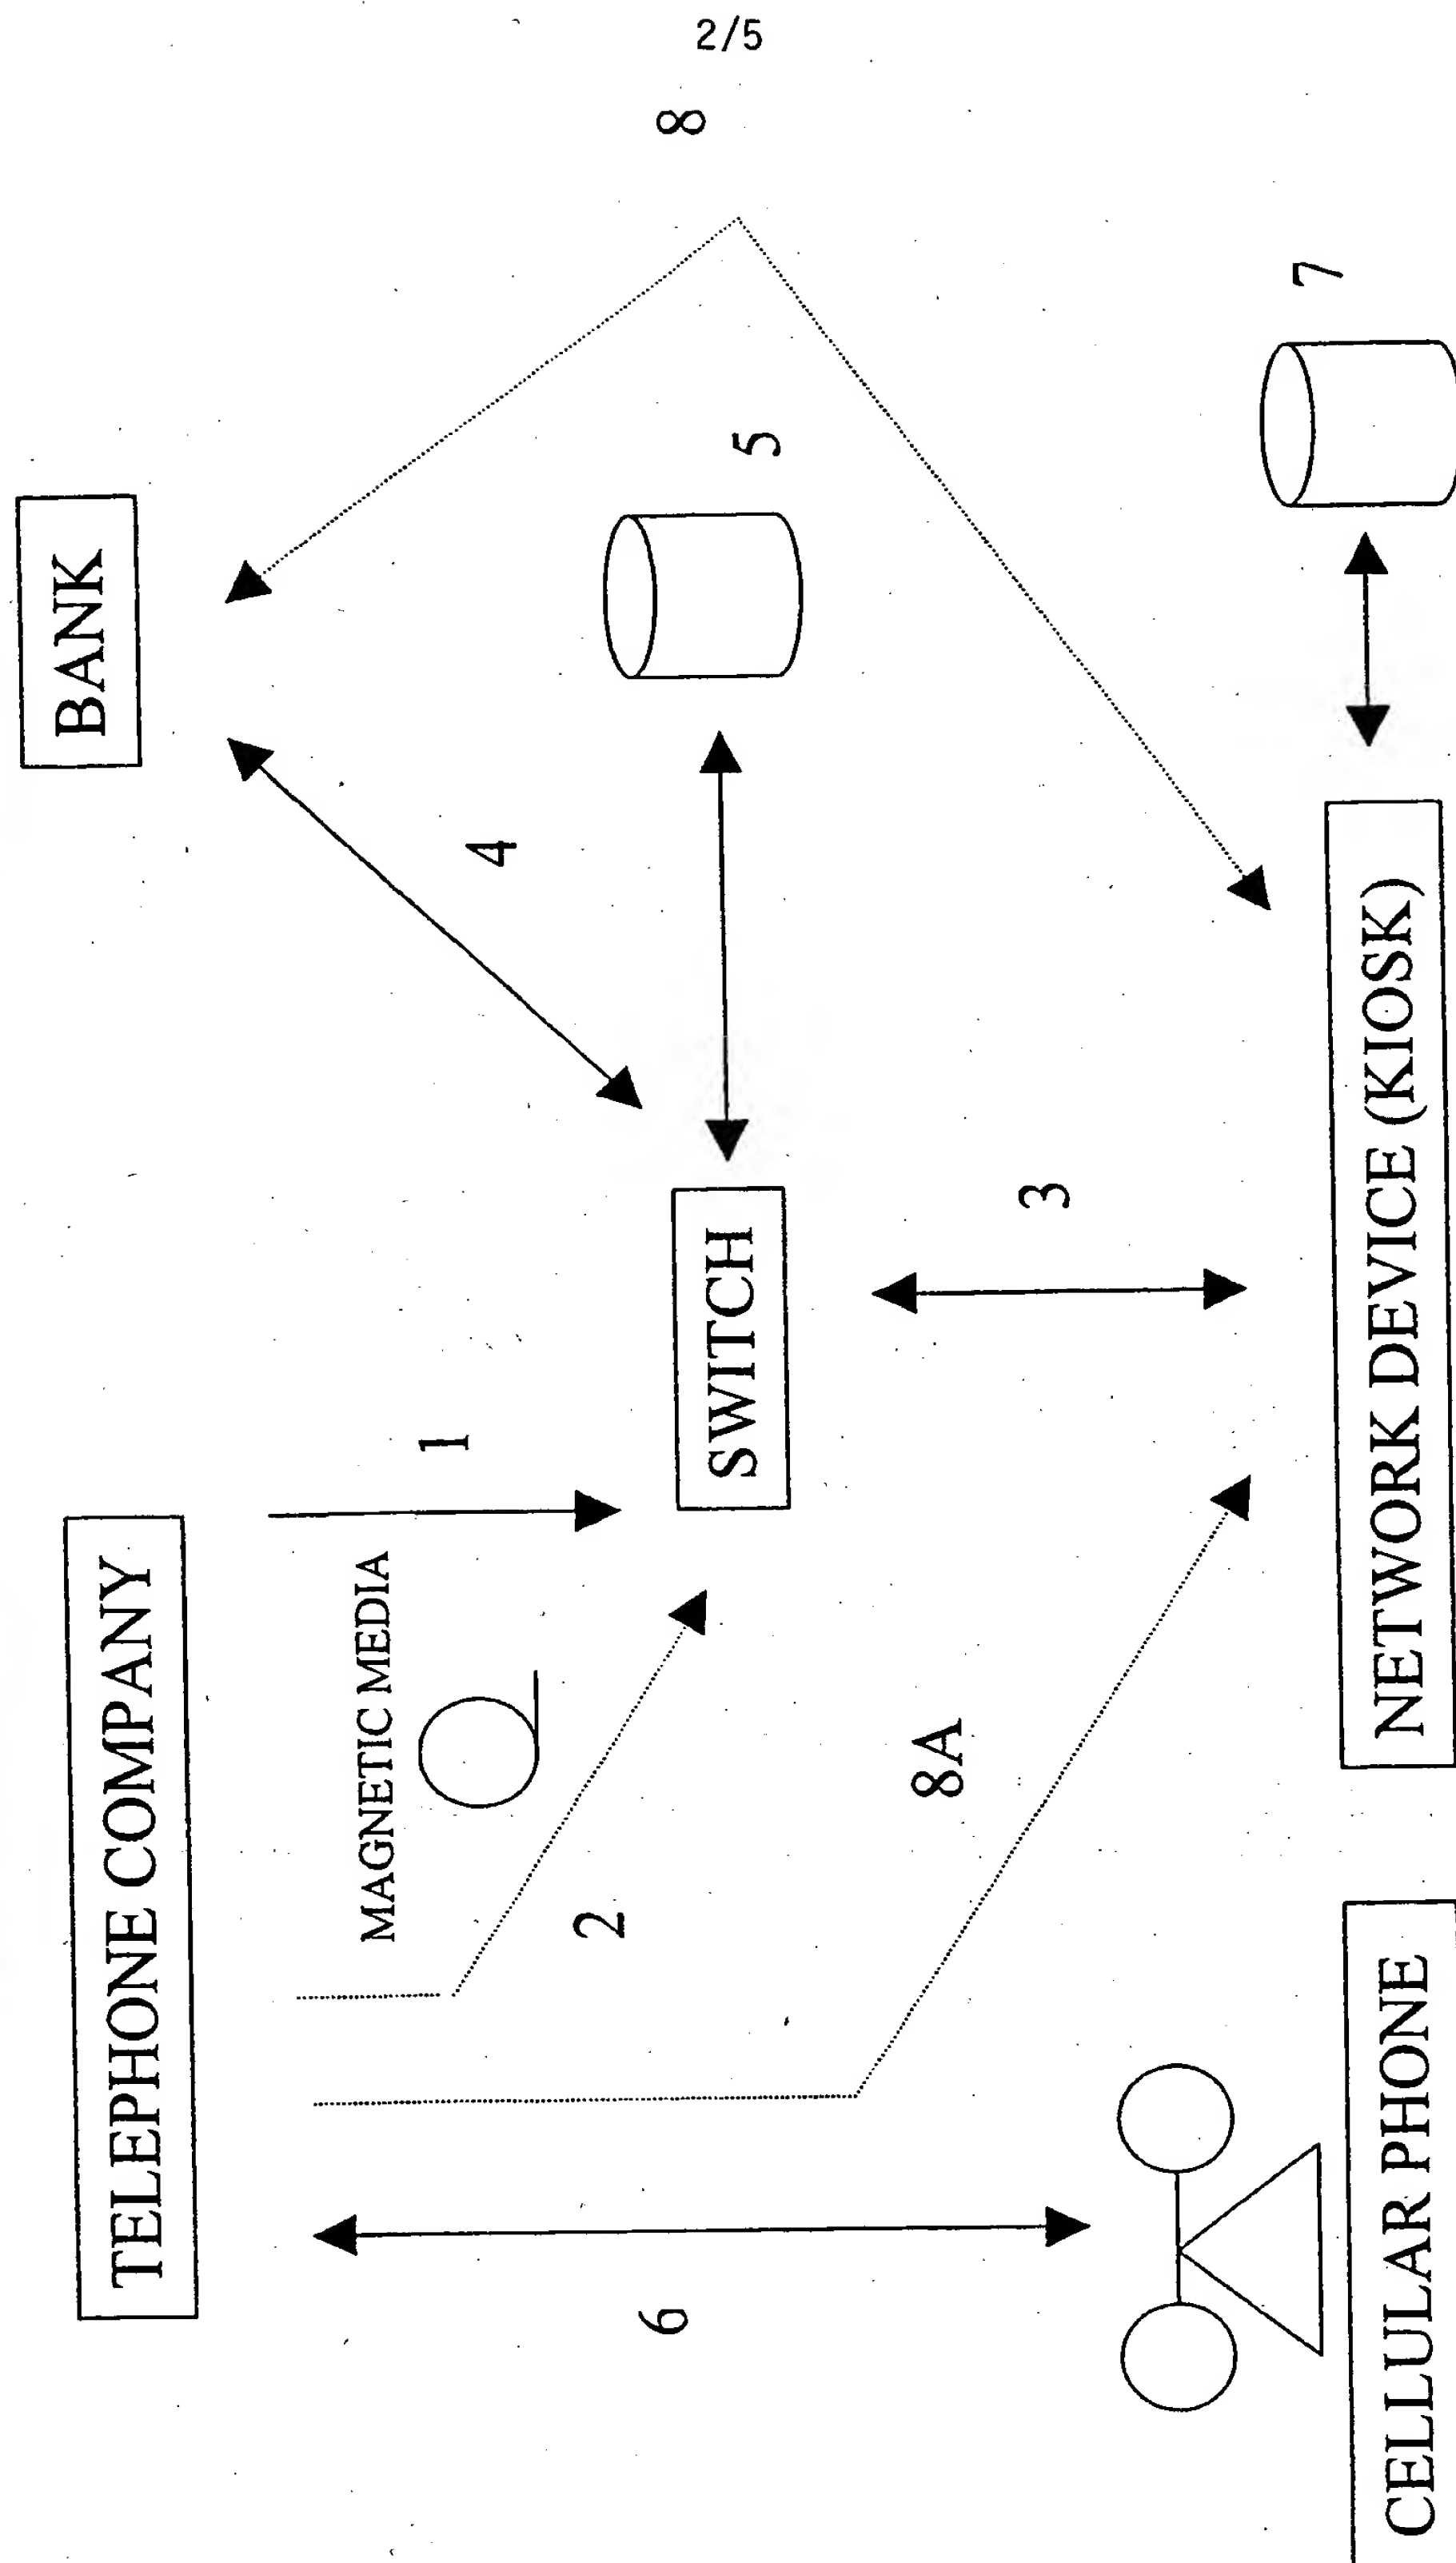 2/5
TELEPHONE COMPANY
BANK
MAGNETIC MEDIA
1
2
4
8
6
8A
SWITCH
5
3
CELLULAR PHONE
NETWORK DEVICE (KIOSK)
7